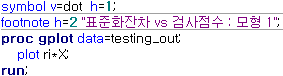 symbol v=dot h=1;
footnote h=2 "표준화잔차 vs 검사점수 : 모형 1";
proc gplot data=testing_out;
plot ri*X;
run;